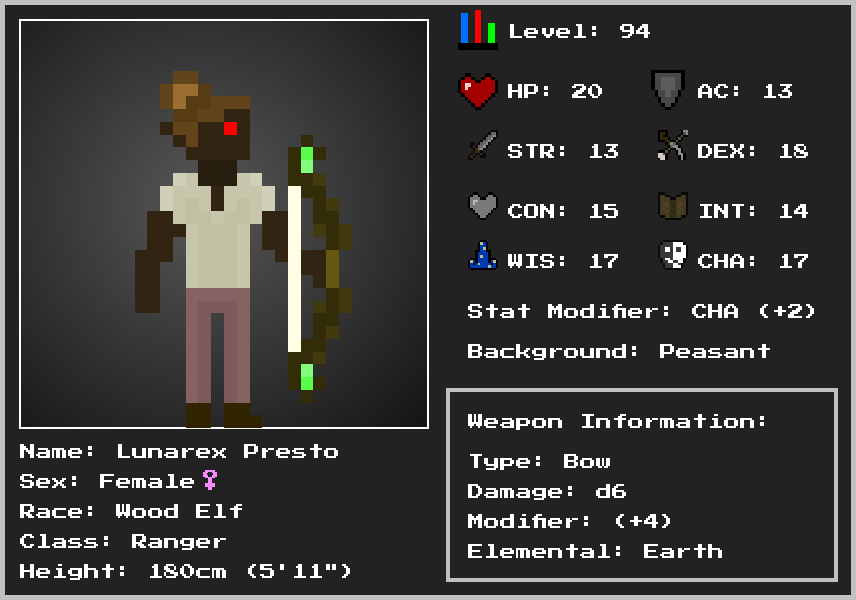 Level: 94
HP: 20 AC: 13
STR: 13 DEX: 18
CON: 15 INT: 14
WIS: 17 CHA: 17
Stat Modifier: CHA (+2)
Background: Peasant
Weapon Information:
Type: Bow
Damage: d6
Modifier: (+4)
Elemental: Earth
Name: Lunarex Presto
Sex: Female♀
Race: Wood Elf
Class: Ranger
Height: 180cm (5'11")